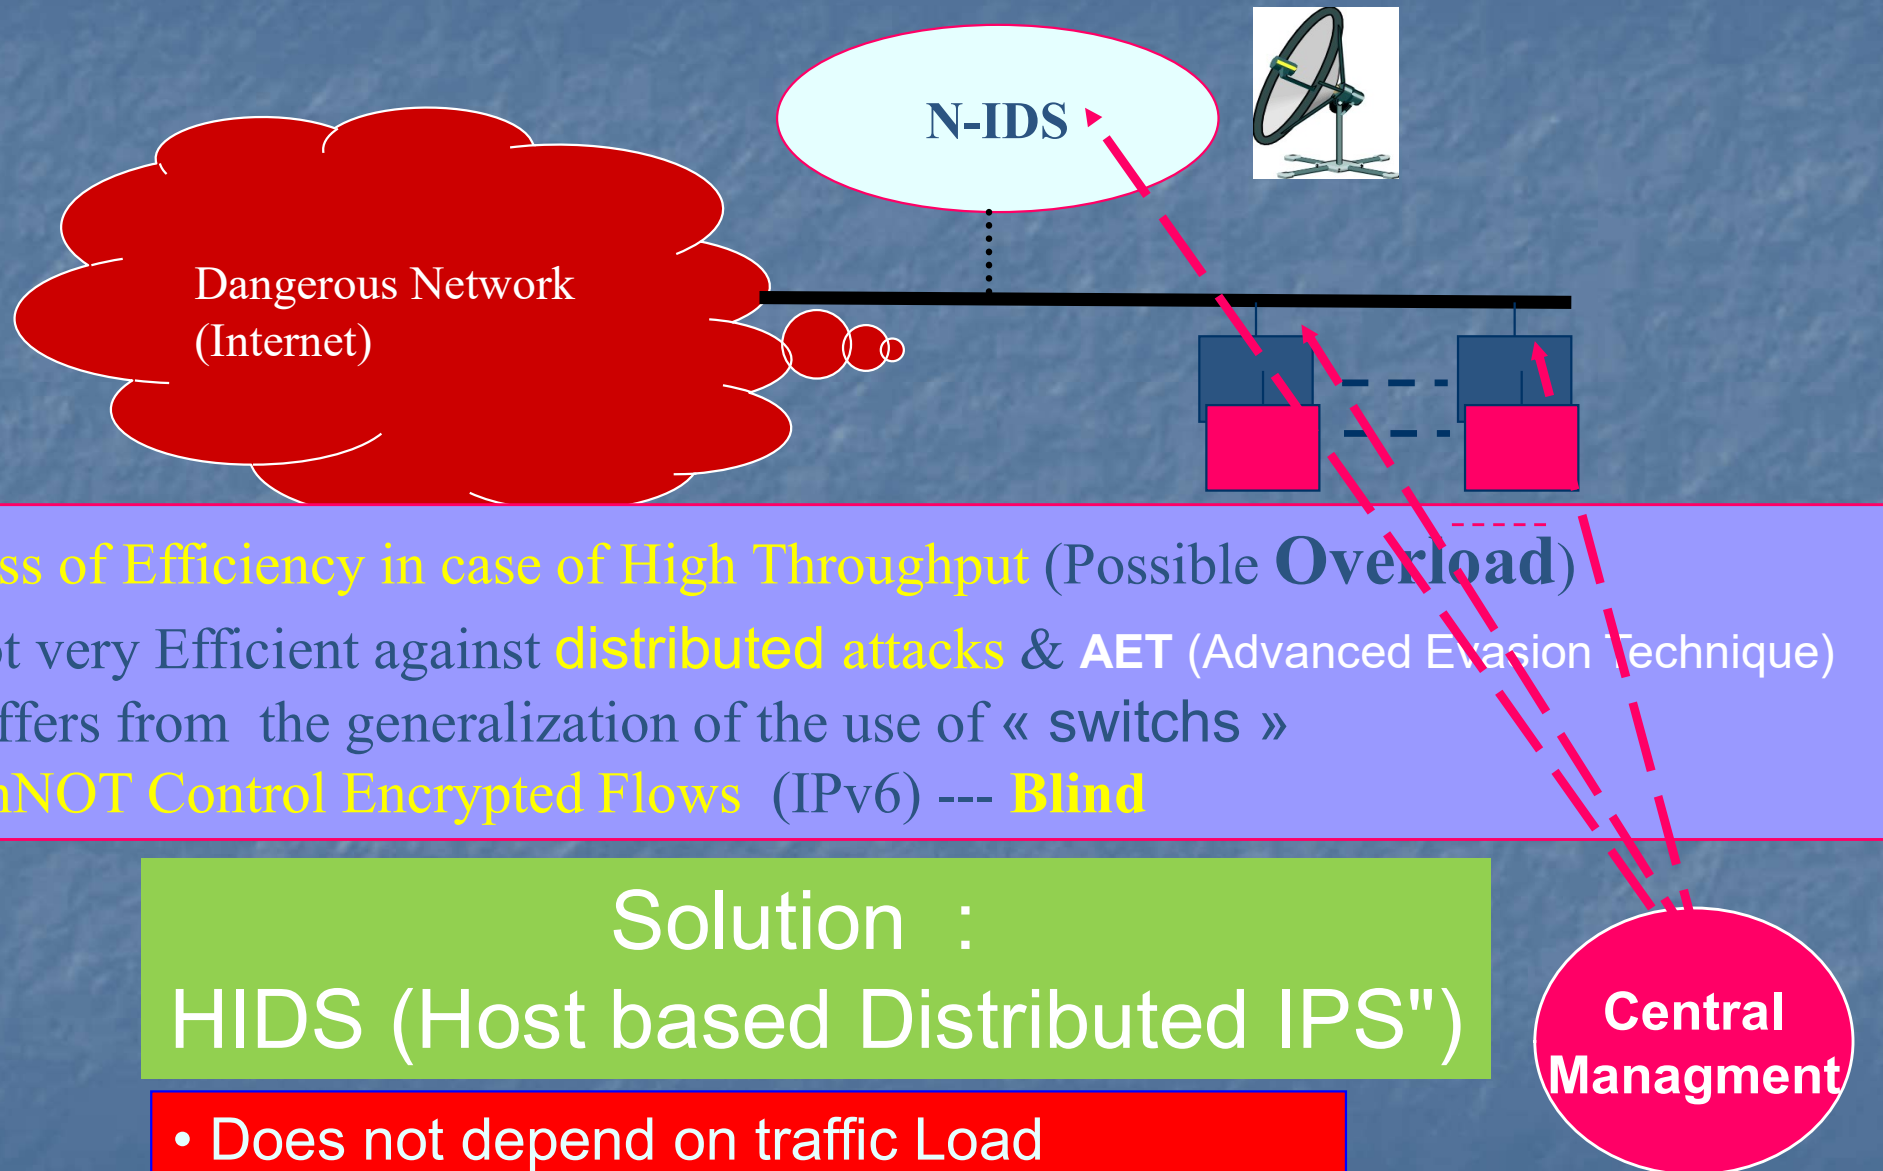 N-IDS
Dangerous Network
(Internet)
ss of Efficiency in case of High Throughput (Possible Overload)
ot very Efficient against distributed attacks & AET (Advanced Evasion Technique)
ffers from the generalization of the use of « switchs »
nNOT Control Encrypted Flows (IPv6) --- Blind
Solution :
HIDS (Host based Distributed IPS")
Central
Managment
• Does not depend on traffic Load